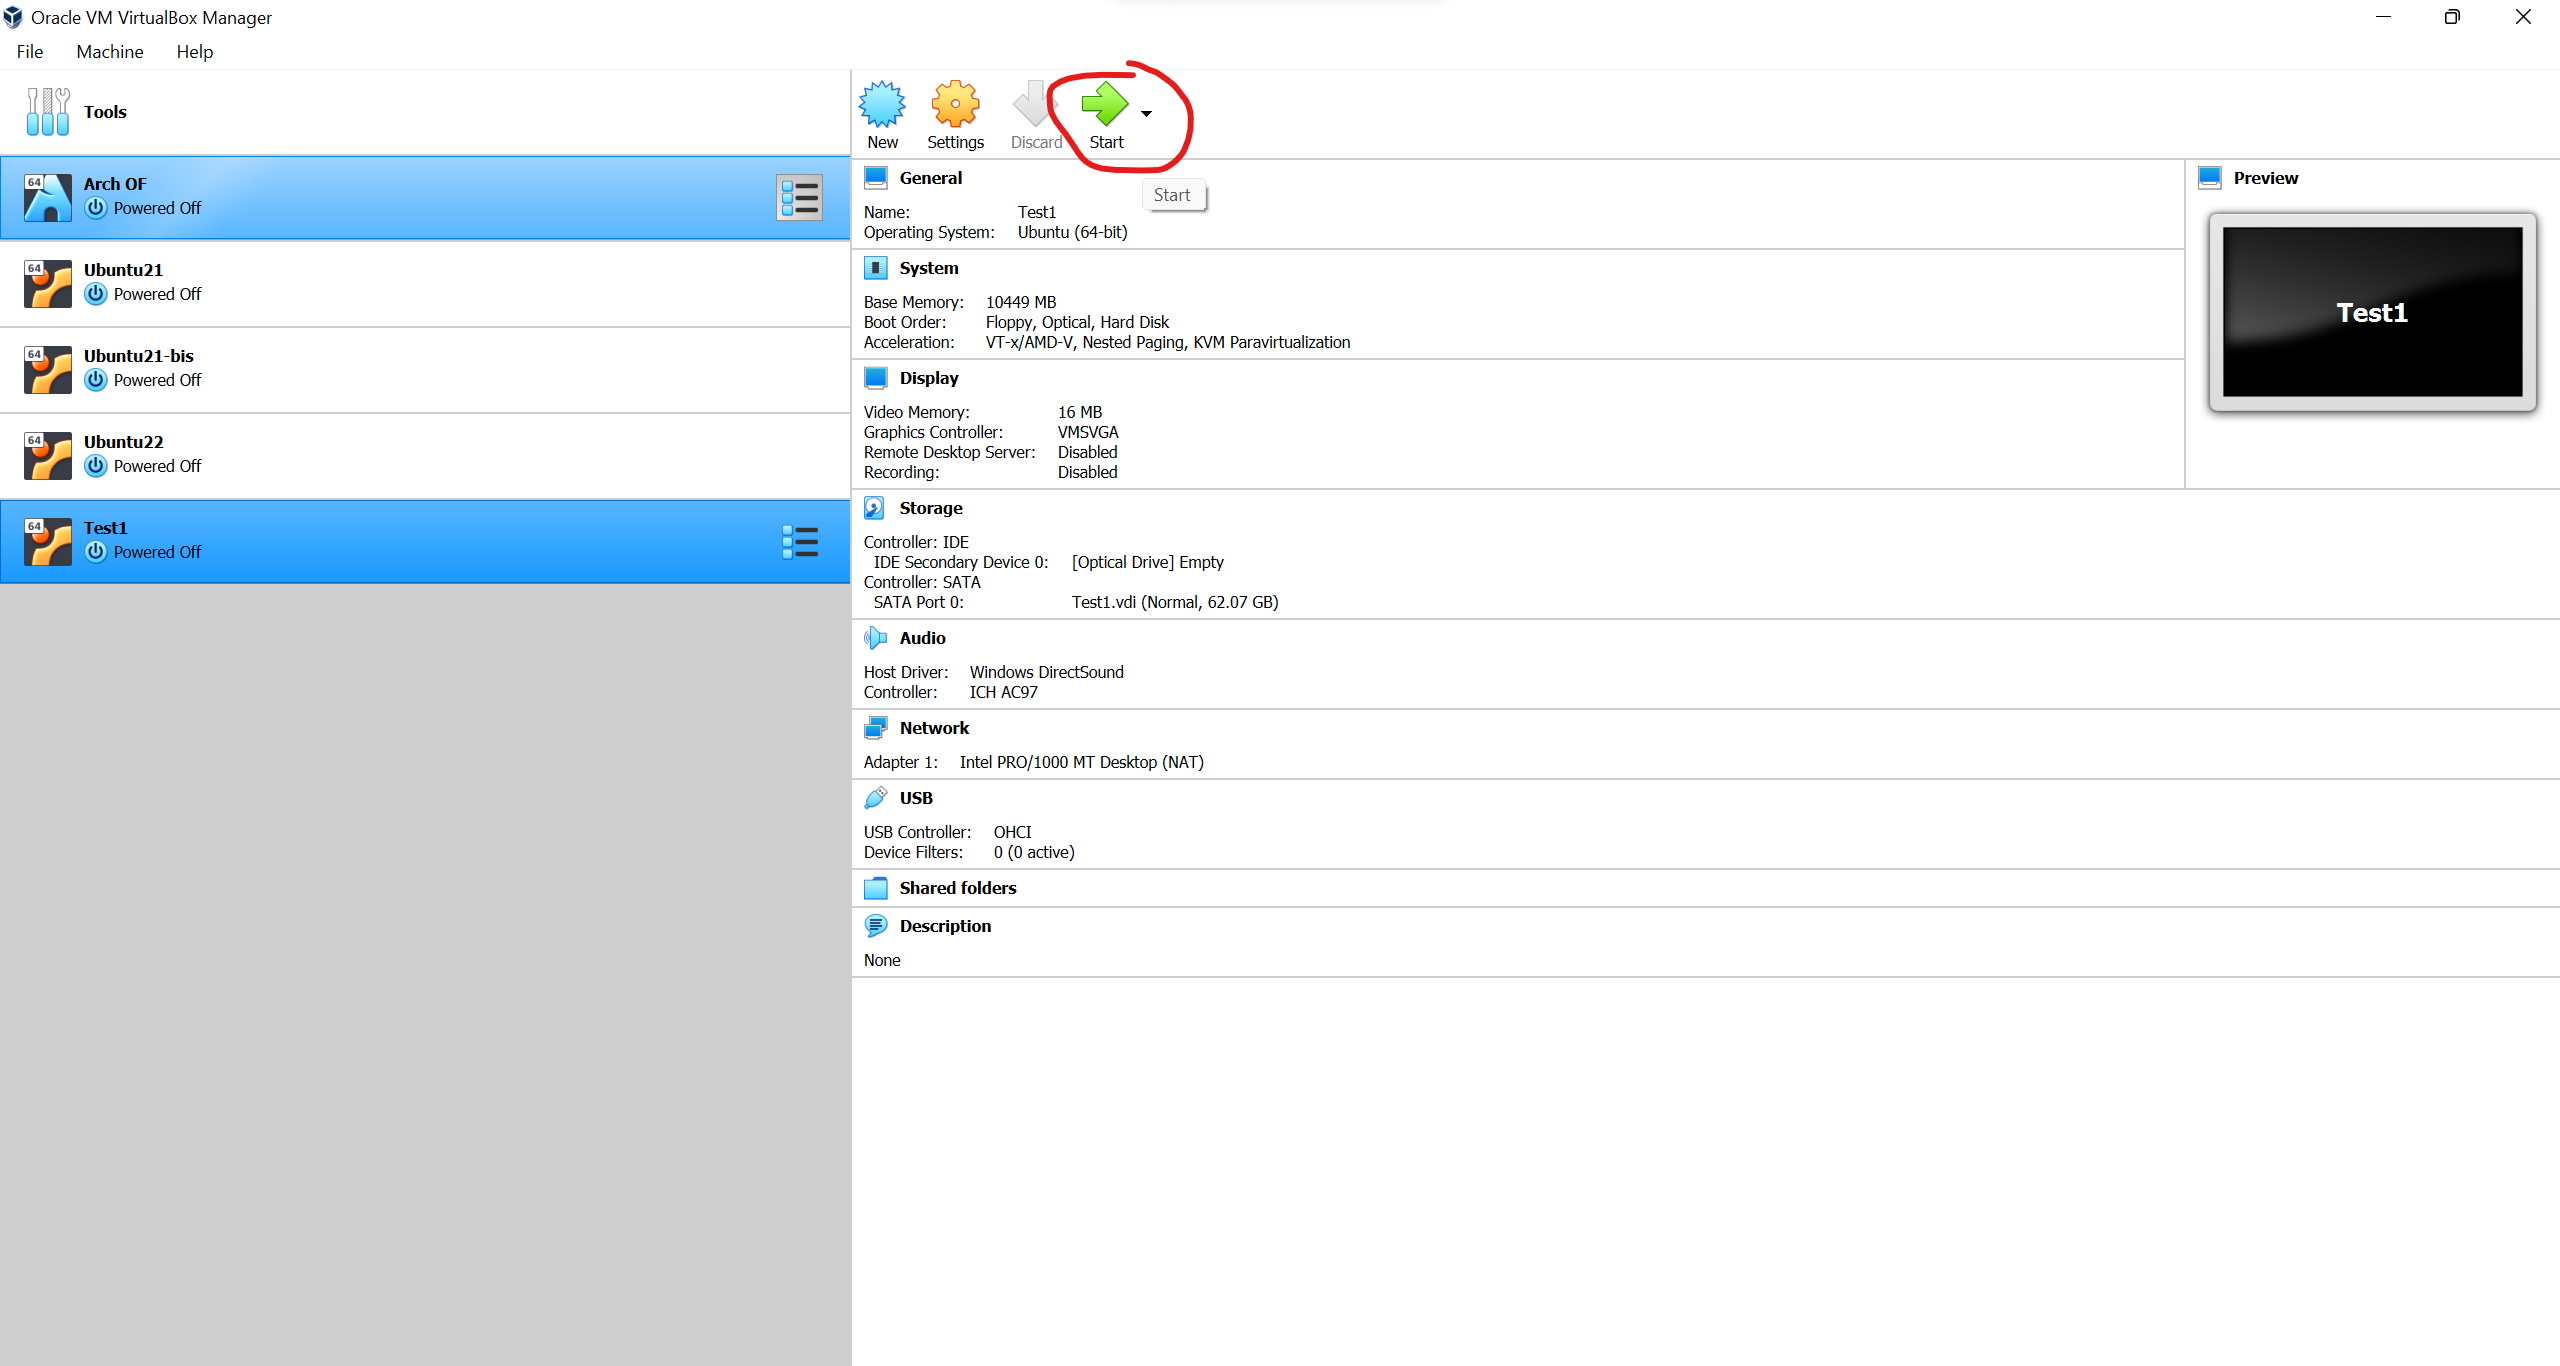 Oracle VM VirtualBox Manager
File Machine Help
Tools
64
Arch OF
Powered Off
64
Ubuntu21
Powered Off
64
Ubuntu21-bis
Powered Off
64
Ubuntu22
Powered Off
64
Test1
Powered Off
New Settings Discard Start
Start
General
Name: Test1
Operating System: Ubuntu (64-bit)
System
Base Memory: 10449 MB
Boot Order: Floppy, Optical, Hard Disk
Acceleration: VT-x/AMD-V, Nested Paging, KVM Paravirtualization
Display
Video Memory: 16 MB
Graphics Controller: VMSVGA
Remote Desktop Server: Disabled
Recording: Disabled
Storage
Controller: IDE
IDE Secondary Device 0: [Optical Drive] Empty
Controller: SATA
SATA Port 0: Test1.vdi (Normal, 62.07 GB)
Audio
Host Driver: Windows DirectSound
Controller: ICH AC97
Network
Adapter 1: Intel PRO/1000 MT Desktop (NAT)
USB
USB Controller: OHCI
Device Filters: 0 (0 active)
Shared folders
Description
None
Preview
Test1